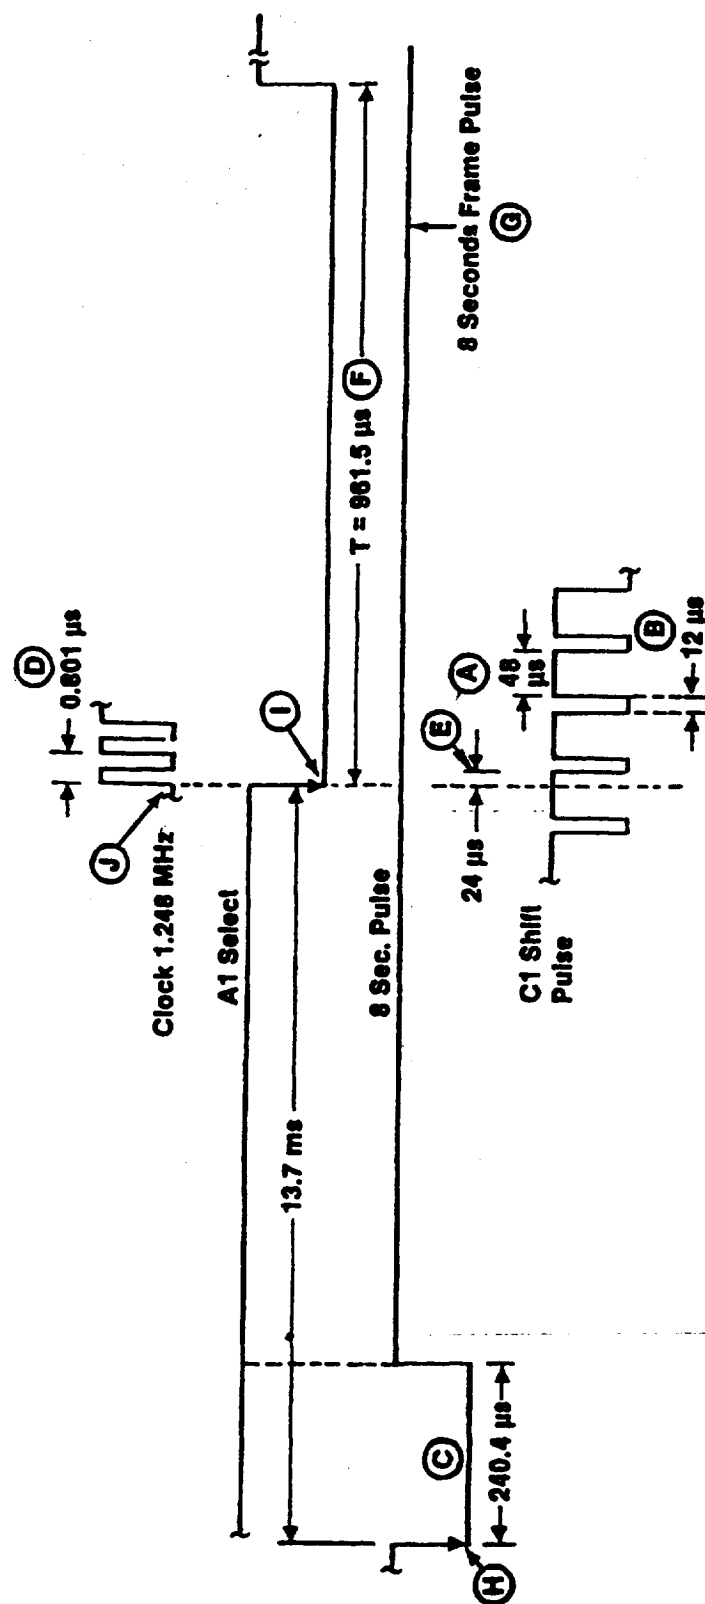 D
0.801 µs
J
Clock 1.248 MHz
A1 Select
I
13.7 ms
T = 961.5 µs
F
8 Sec. Pulse
8 Seconds Frame Pulse
G
C
240.4 µs
H
E
24 µs
A
48
µs
B
12 µs
C1 Shift
Pulse